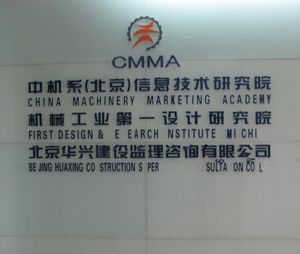 CMMA
中机系(北京)信息技术研究院
CHINA MACHINERY MARKETING ACADEMY
机械工业第一设计研究院
FIRST DESIGN & E EARCH NSTITUTE MI CHI
北京华兴建设监理咨询有限公司
BE JING HUAXING CO STRUCTION S PER SULTA ON CO L